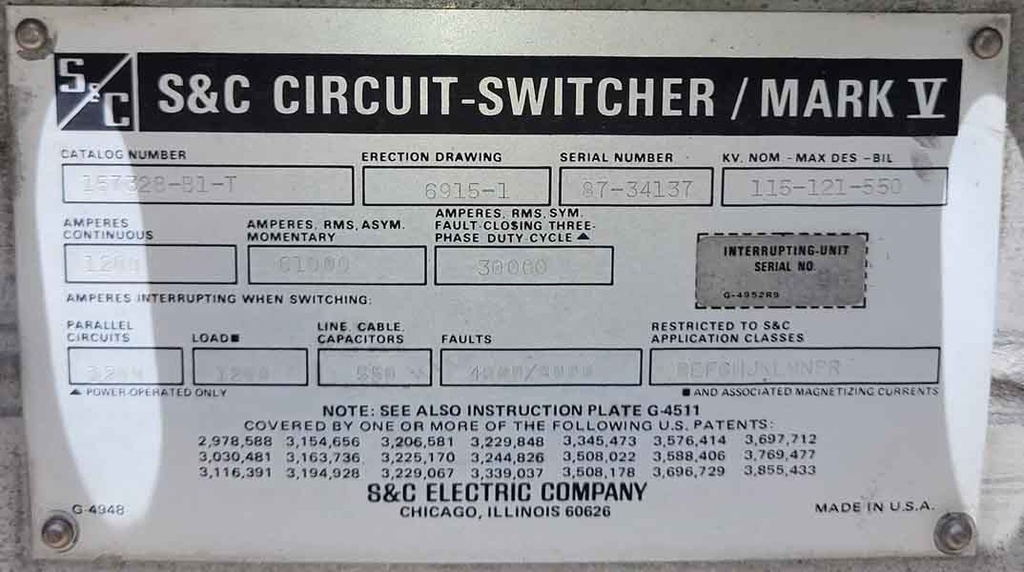 S&C S&C CIRCUIT-SWITCHER / MARK V
CATALOG NUMBER ERECTION DRAWING SERIAL NUMBER KV. NOM - MAX DES - BIL
157328-B1-T 6915-1 87-34137 115-121-550
AMPERES CONTINUOUS
AMPERES, RMS, ASYM. MOMENTARY
AMPERES, RMS, SYM. FAULT-CLOSING THREE-PHASE DUTY-CYCLE ▲
1200 61000 30000
INTERRUPTING-UNIT
SERIAL NO.
G-4952R9
AMPERES INTERRUPTING WHEN SWITCHING:
PARALLEL CIRCUITS
LOAD■
LINE, CABLE, CAPACITORS
FAULTS
RESTRICTED TO S&C APPLICATION CLASSES
1200 1200
▲ POWER-OPERATED ONLY ■ AND ASSOCIATED MAGNETIZING CURRENTS
NOTE: SEE ALSO INSTRUCTION PLATE G-4511
COVERED BY ONE OR MORE OF THE FOLLOWING U.S. PATENTS:
2,978,588 3,154,656 3,206,581 3,229,848 3,345,473 3,576,414 3,697,712
3,030,481 3,163,736 3,225,170 3,244,826 3,508,022 3,588,406 3,769,477
3,116,391 3,194,928 3,229,067 3,339,037 3,508,178 3,696,729 3,855,433
S&C ELECTRIC COMPANY
CHICAGO, ILLINOIS 60626
G-4948 MADE IN U.S.A.